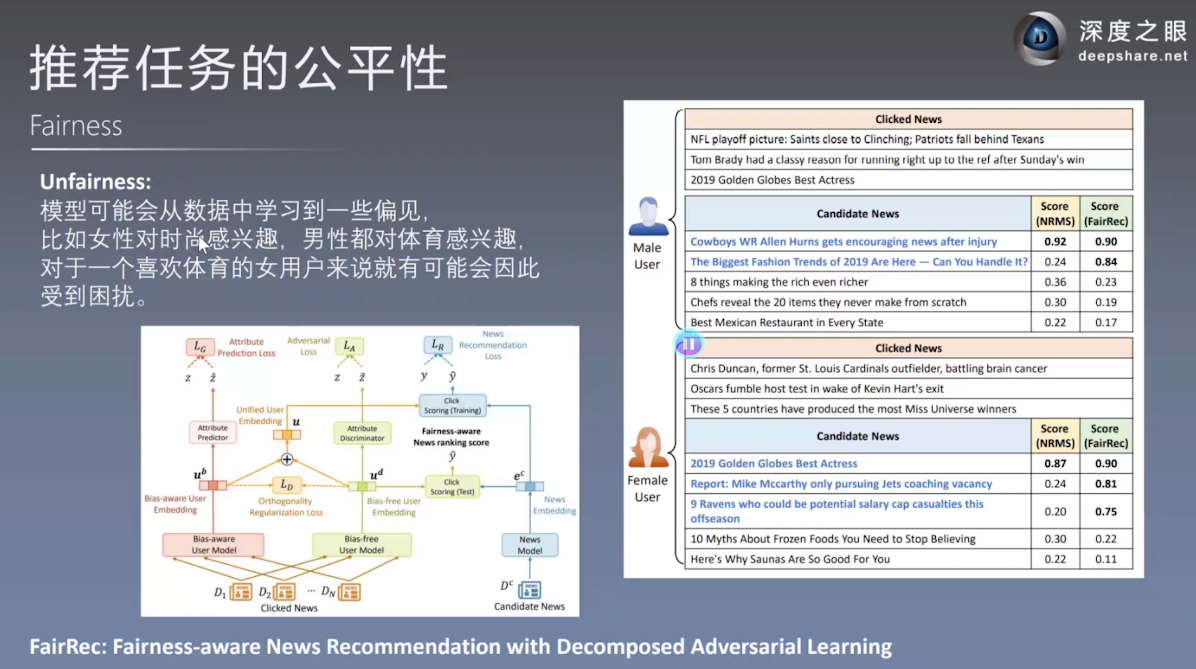 推荐任务的公平性
深度之眼
deepshare.net
Fairness
Unfairness:
模型可能会从数据中学习到一些偏见，
比如女性对时尚感兴趣，男性都对体育感兴趣，
对于一个喜欢体育的女用户来说就有可能会因此
受到困扰。
L_G Attribute Prediction Loss
Adversarial Loss L_A
L_R News Recommendation Loss
z ẑ
z z̃
y ŷ
Click Scoring (Training)
Unified User Embedding u
Attribute Predictor
Attribute Discriminator
Fairness-aware
News ranking score
ŷ
+
u^b
L_D
u^d
Click Scoring (Test)
e^c
Bias-aware User Embedding
Orthogonality Regularization Loss
Bias-free User Embedding
News Embedding
Bias-aware User Model
Bias-free User Model
News Model
D_1 D_2 ... D_N
Clicked News
D^c
Candidate News
Male User
Clicked News
NFL playoff picture: Saints close to Clinching; Patriots fall behind Texans
Tom Brady had a classy reason for running right up to the ref after Sunday's win
2019 Golden Globes Best Actress
Candidate News Score (NRMS) Score (FairRec)
Cowboys WR Allen Hurns gets encouraging news after injury 0.92 0.90
The Biggest Fashion Trends of 2019 Are Here — Can You Handle It? 0.24 0.84
8 things making the rich even richer 0.36 0.23
Chefs reveal the 20 items they never make from scratch 0.30 0.19
Best Mexican Restaurant in Every State 0.22 0.17
Female User
Clicked News
Chris Duncan, former St. Louis Cardinals outfielder, battling brain cancer
Oscars fumble host test in wake of Kevin Hart's exit
These 5 countries have produced the most Miss Universe winners
Candidate News Score (NRMS) Score (FairRec)
2019 Golden Globes Best Actress 0.87 0.90
Report: Mike Mccarthy only pursuing Jets coaching vacancy 0.24 0.81
9 Ravens who could be potential salary cap casualties this
offseason 0.20 0.75
10 Myths About Frozen Foods You Need to Stop Believing 0.30 0.22
Here's Why Saunas Are So Good For You 0.22 0.11
FairRec: Fairness-aware News Recommendation with Decomposed Adversarial Learning